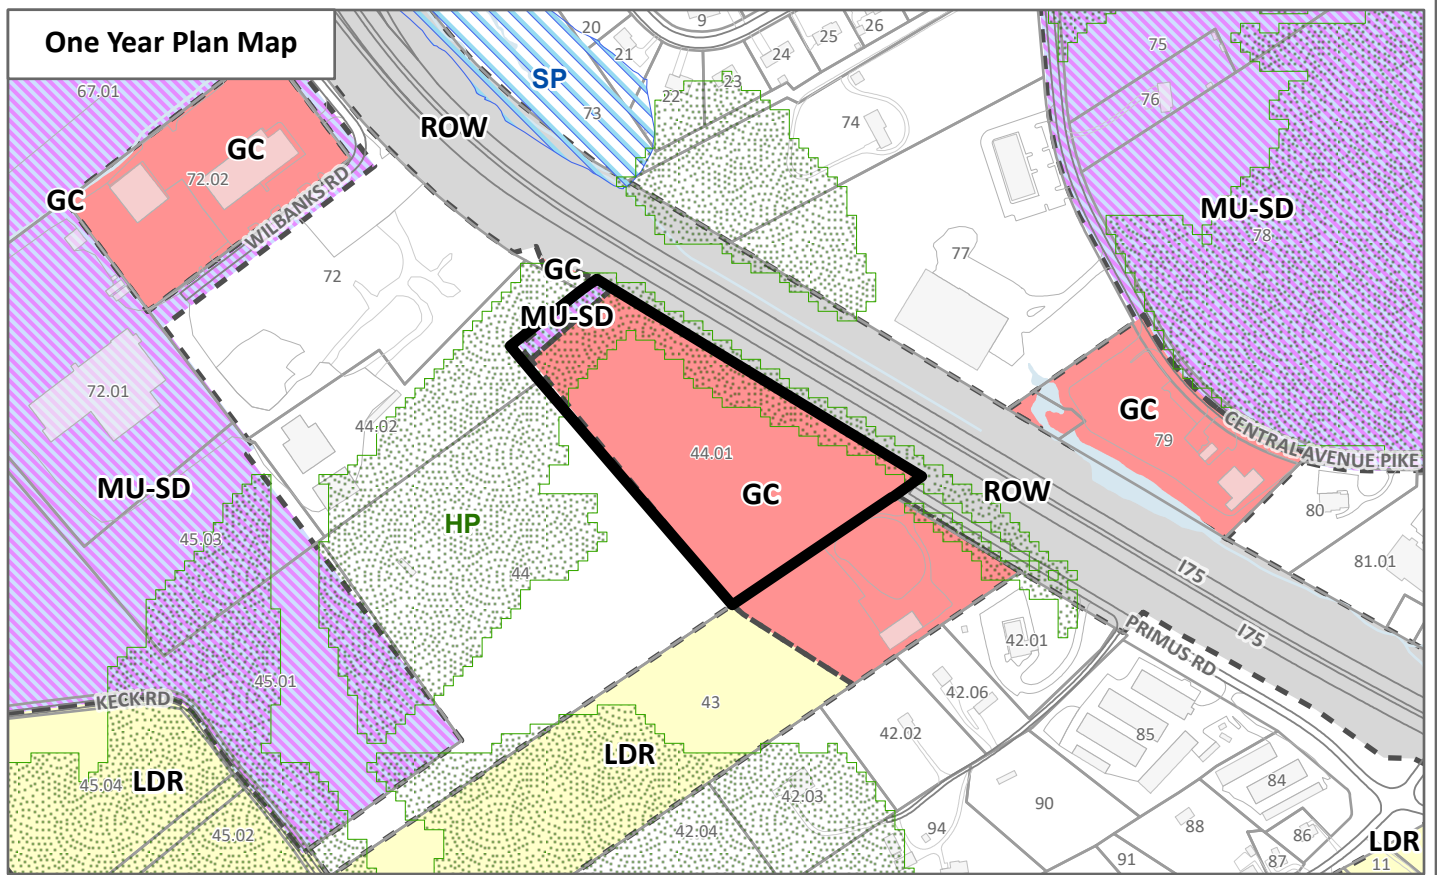 One Year Plan Map
20
9
26
25
75
21
24
SP
67.01
22
23
76
73
74
ROW
GC
72.02
GC
WILBANKS RD
MU-SD
78
77
72
GC
MU-SD
72.01
GC
79
44.02
CENTRAL AVENUE PIKE
44.01
MU-SD
GC
ROW
80
HP
45.03
81.01
44
I75
42.01
I75
PRIMUS RD
45.01
KECK RD
42.06
43
42.02
85
LDR
LDR
45.04
84
42.03
90
45.02
42.04
94
88
86
LDR
91
87
11